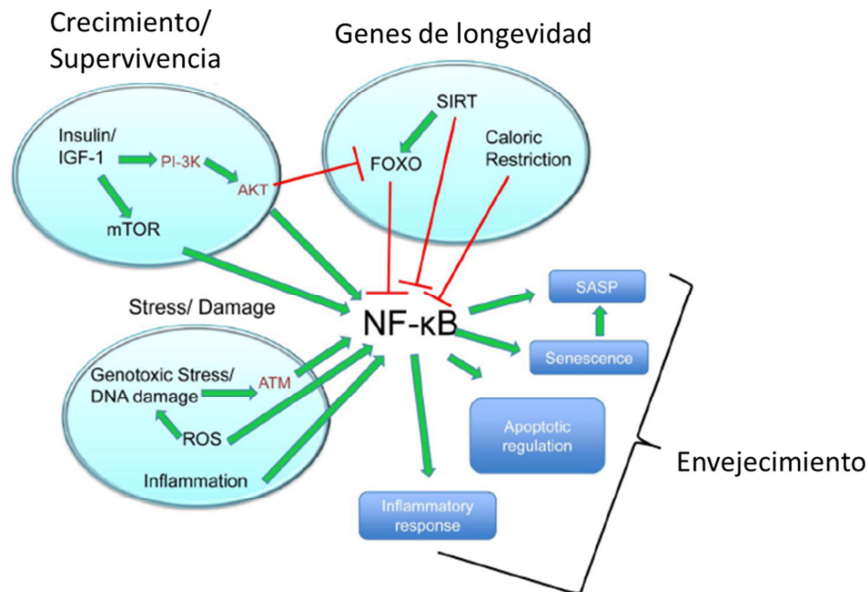 Crecimiento/
Supervivencia
Genes de longevidad
Insulin/
IGF-1
PI-3K
AKT
mTOR
SIRT
FOXO
Caloric
Restriction
Stress/ Damage
NF-κB
Genotoxic Stress/
DNA damage
ATM
ROS
Inflammation
SASP
Senescence
Apoptotic
regulation
Inflammatory
response
Envejecimiento